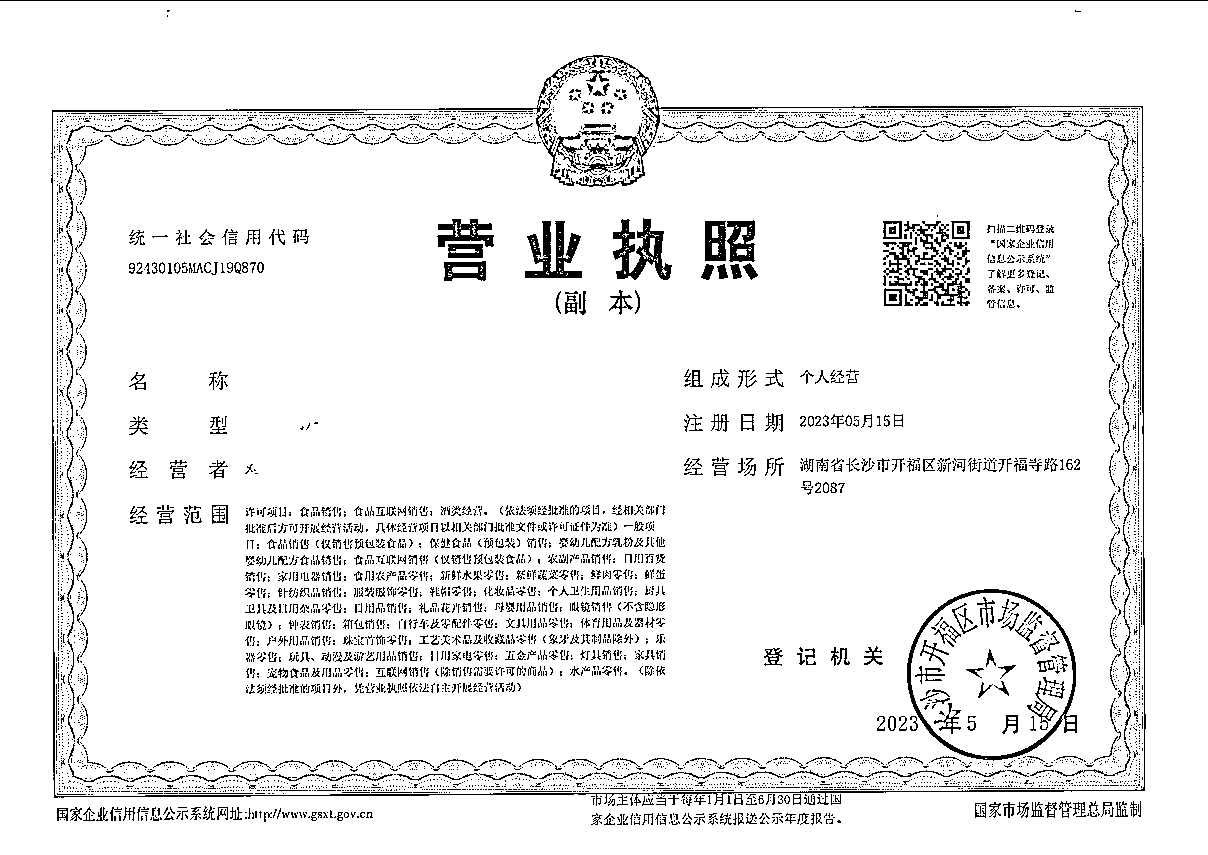 统一社会信用代码
92430105MACJ19Q870
营业执照
(副 本)
扫描二维码登录
“国家企业信用
信息公示系统”
了解更多登记、
备案、许可、监
督信息。
名 称
类 型
经 营 者
经 营 范 围
许可项目：食品销售；食品互联网销售；酒类经营。（依法须经批准的项目，经相关部门
批准后方可开展经营活动，具体经营项目以相关部门批准文件或许可证件为准）一般项
目：食品销售（仅销售预包装食品）；保健食品（预包装）销售；婴幼儿配方乳粉及其他
婴幼儿配方食品销售；食品互联网销售（仅销售预包装食品）；农副产品销售；日用百货
销售；家用电器销售；食用农产品零售；新鲜水果零售；新鲜蔬菜零售；鲜肉零售；鲜蛋
零售；针纺织品销售；服装服饰零售；鞋帽零售；化妆品零售；个人卫生用品销售；厨具
卫具及日用杂品零售；日用品销售；礼品花卉销售；母婴用品销售；眼镜销售（不含隐形
眼镜）；钟表销售；箱包销售；自行车及零配件零售；文具用品零售；体育用品及器材零
售；户外用品销售；珠宝首饰零售；工艺美术品及收藏品零售（象牙及其制品除外）；乐
器零售；玩具、动漫及游艺用品销售；日用家电零售；五金产品零售；灯具销售；家具销
售；宠物食品及用品零售；互联网销售（除销售需要许可的商品）；水产品零售。（除依
法须经批准的项目外，凭营业执照依法自主开展经营活动）
组成形式 个人经营
注册日期 2023年05月15日
经营场所 湖南省长沙市开福区新河街道开福寺路162
号2087
登记机关
长沙市开福区市场监督管理局
2023 年 5 月 15 日
国家企业信用信息公示系统网址:http://www.gsxt.gov.cn
市场主体应当于每年1月1日至6月30日通过国
家企业信用信息公示系统报送公示年度报告。
国家市场监督管理总局监制